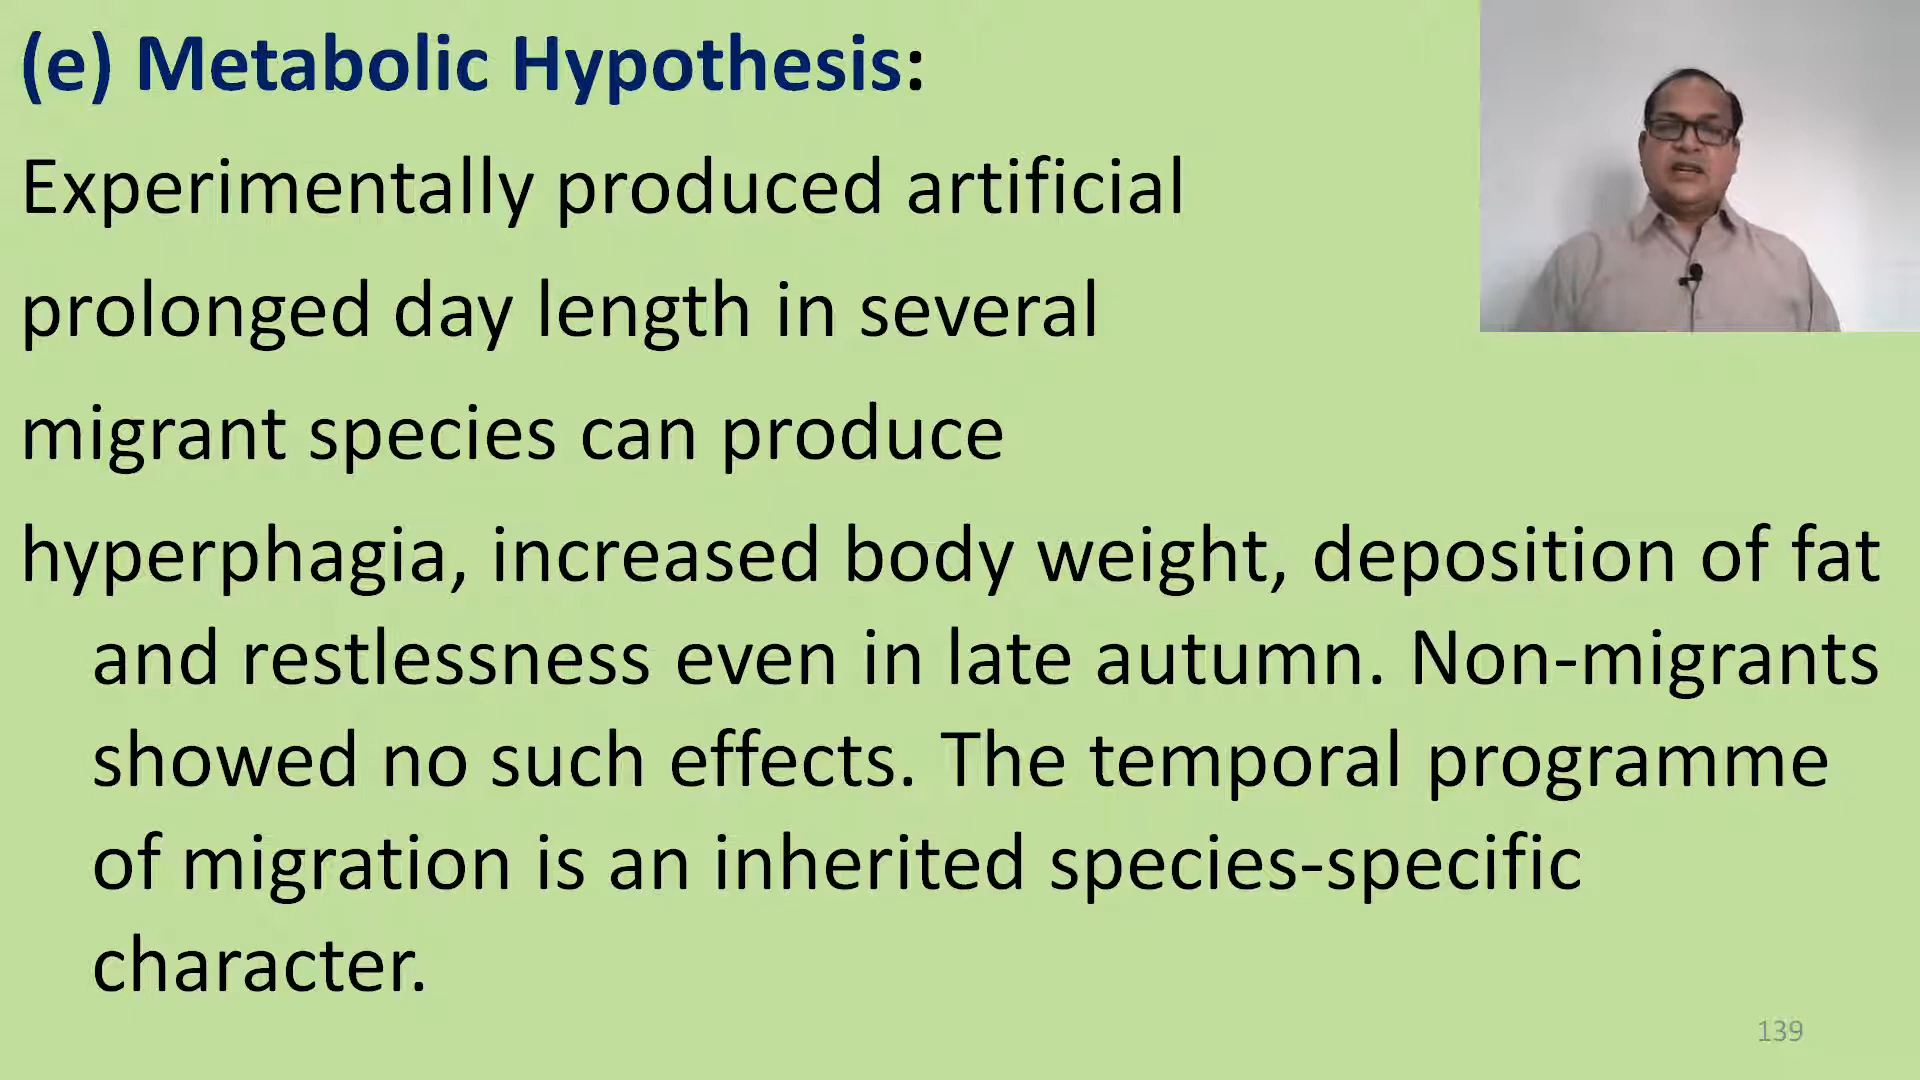 (e) Metabolic Hypothesis:
Experimentally produced artificial
prolonged day length in several
migrant species can produce
hyperphagia, increased body weight, deposition of fat
and restlessness even in late autumn. Non-migrants
showed no such effects. The temporal programme
of migration is an inherited species-specific
character.
139